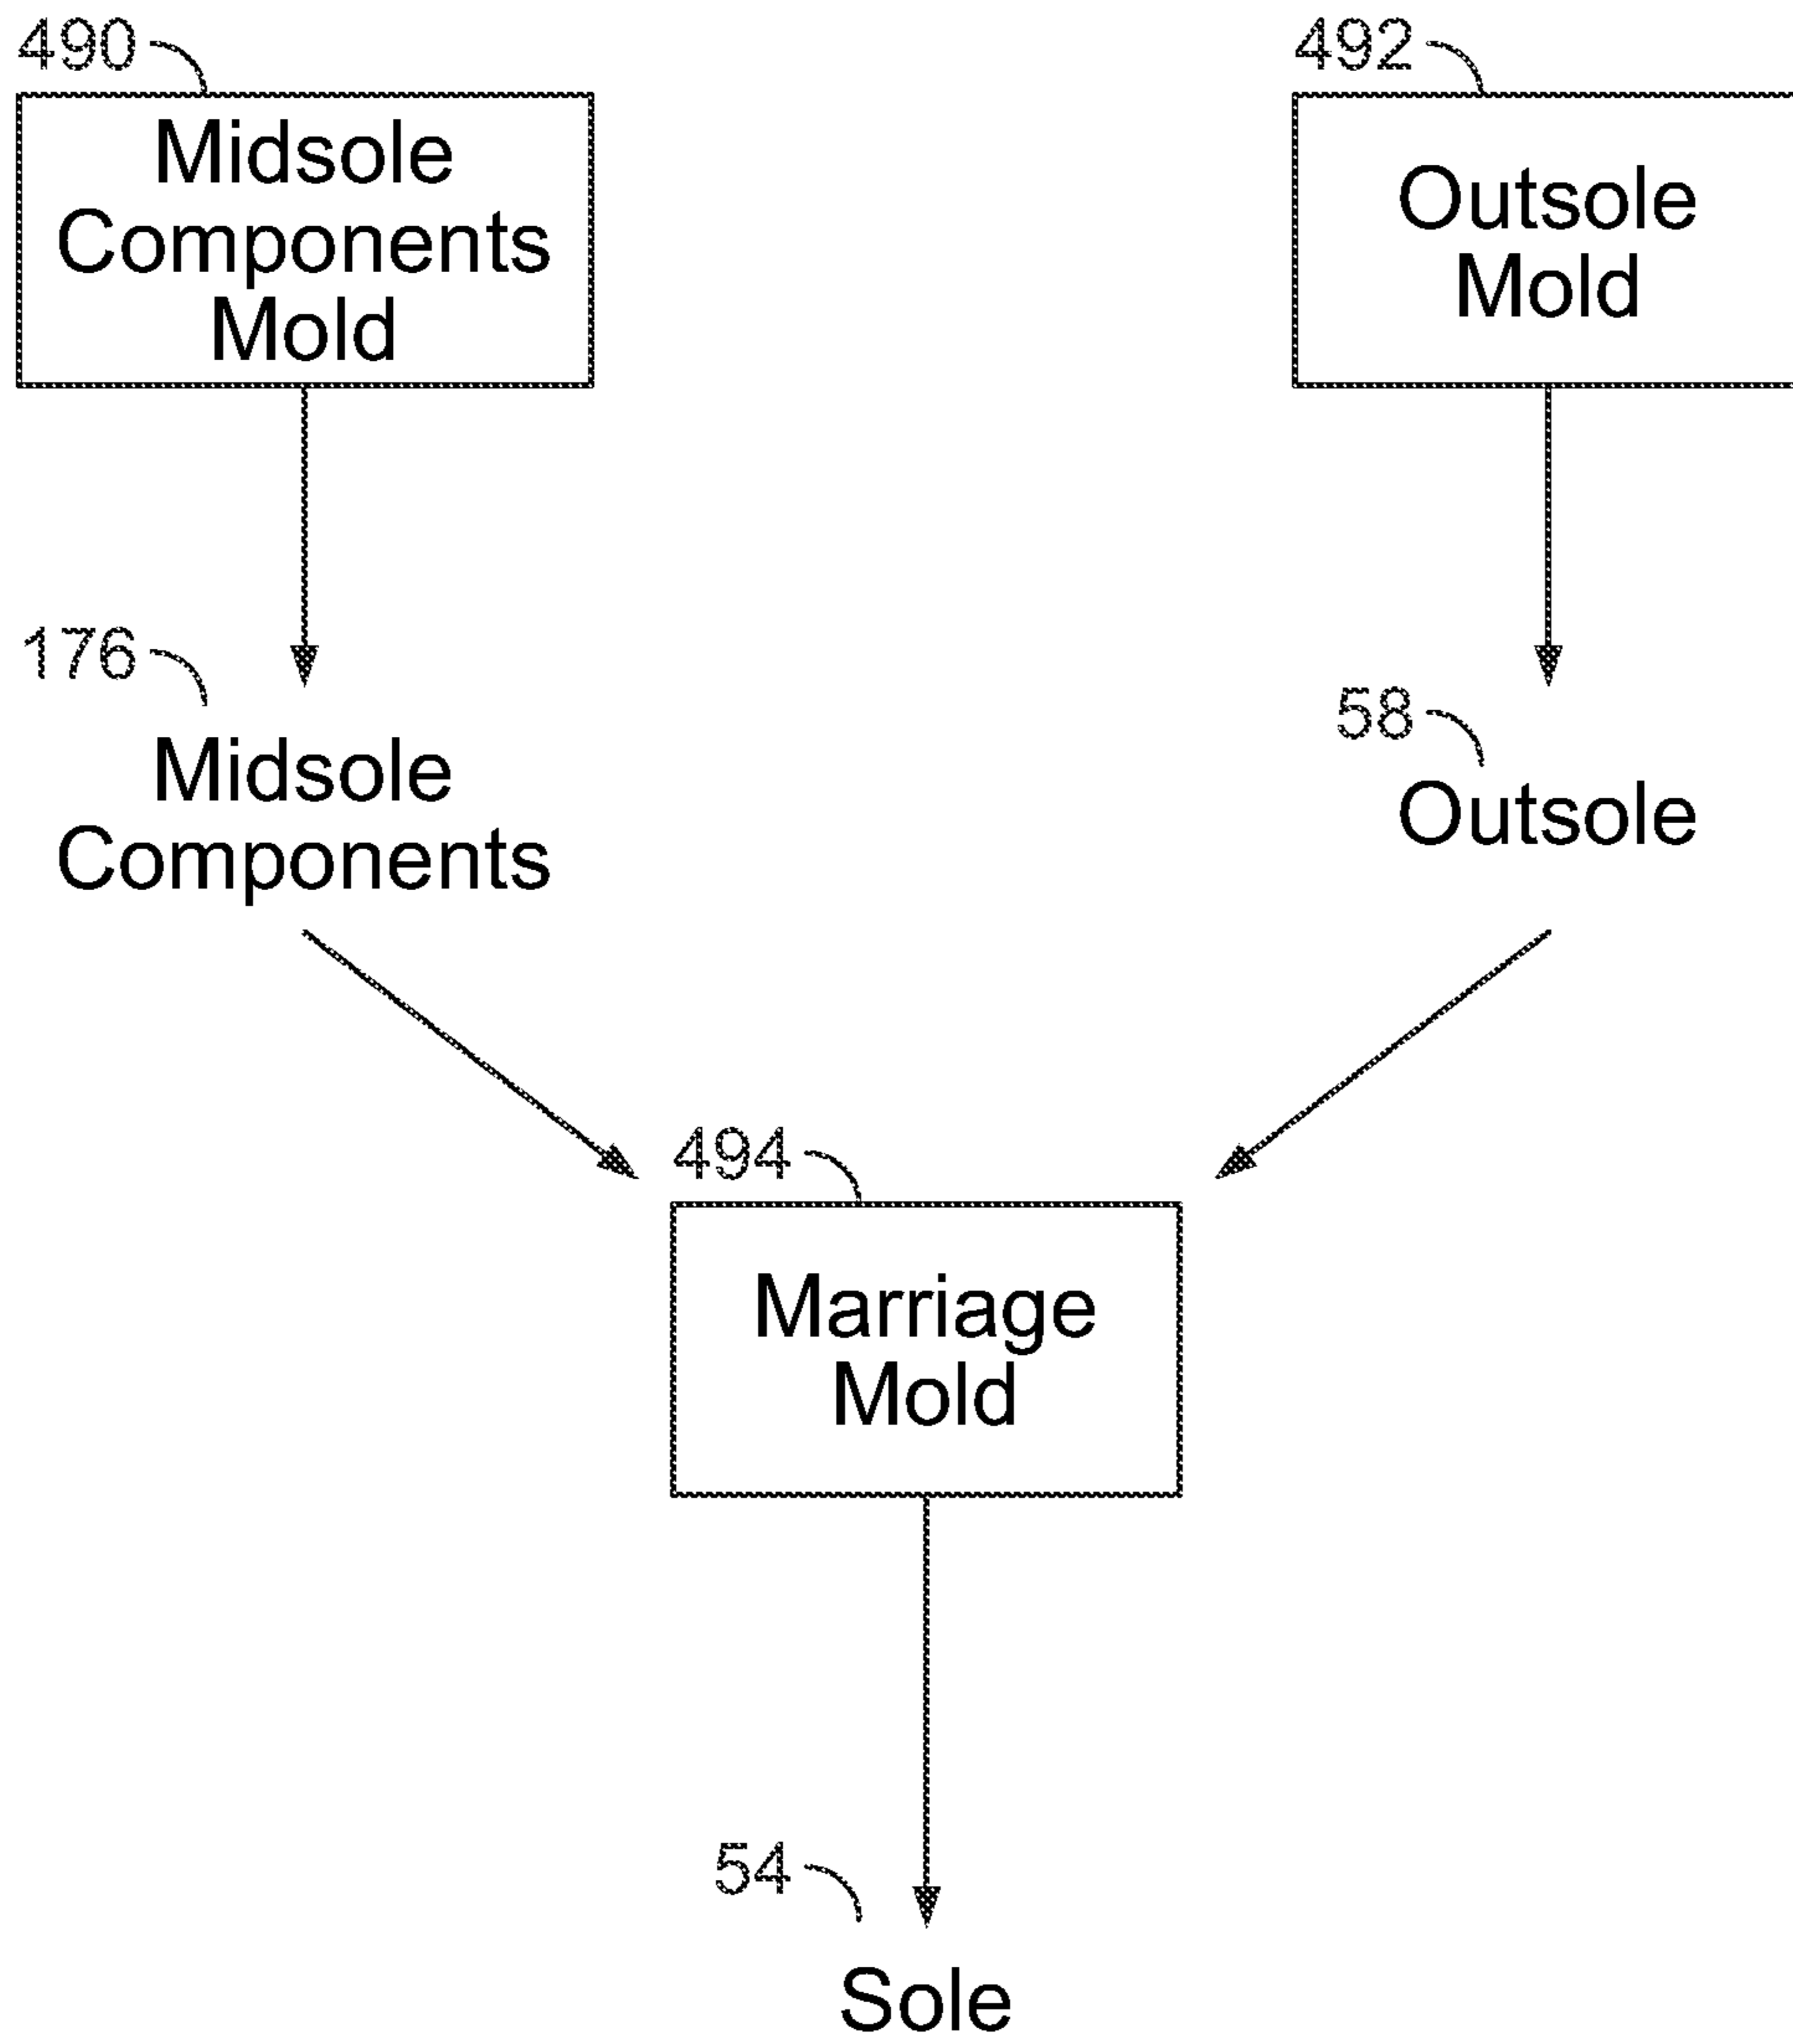 490
Midsole
Components
Mold
492
Outsole
Mold
176
Midsole
Components
58
Outsole
494
Marriage
Mold
54
Sole